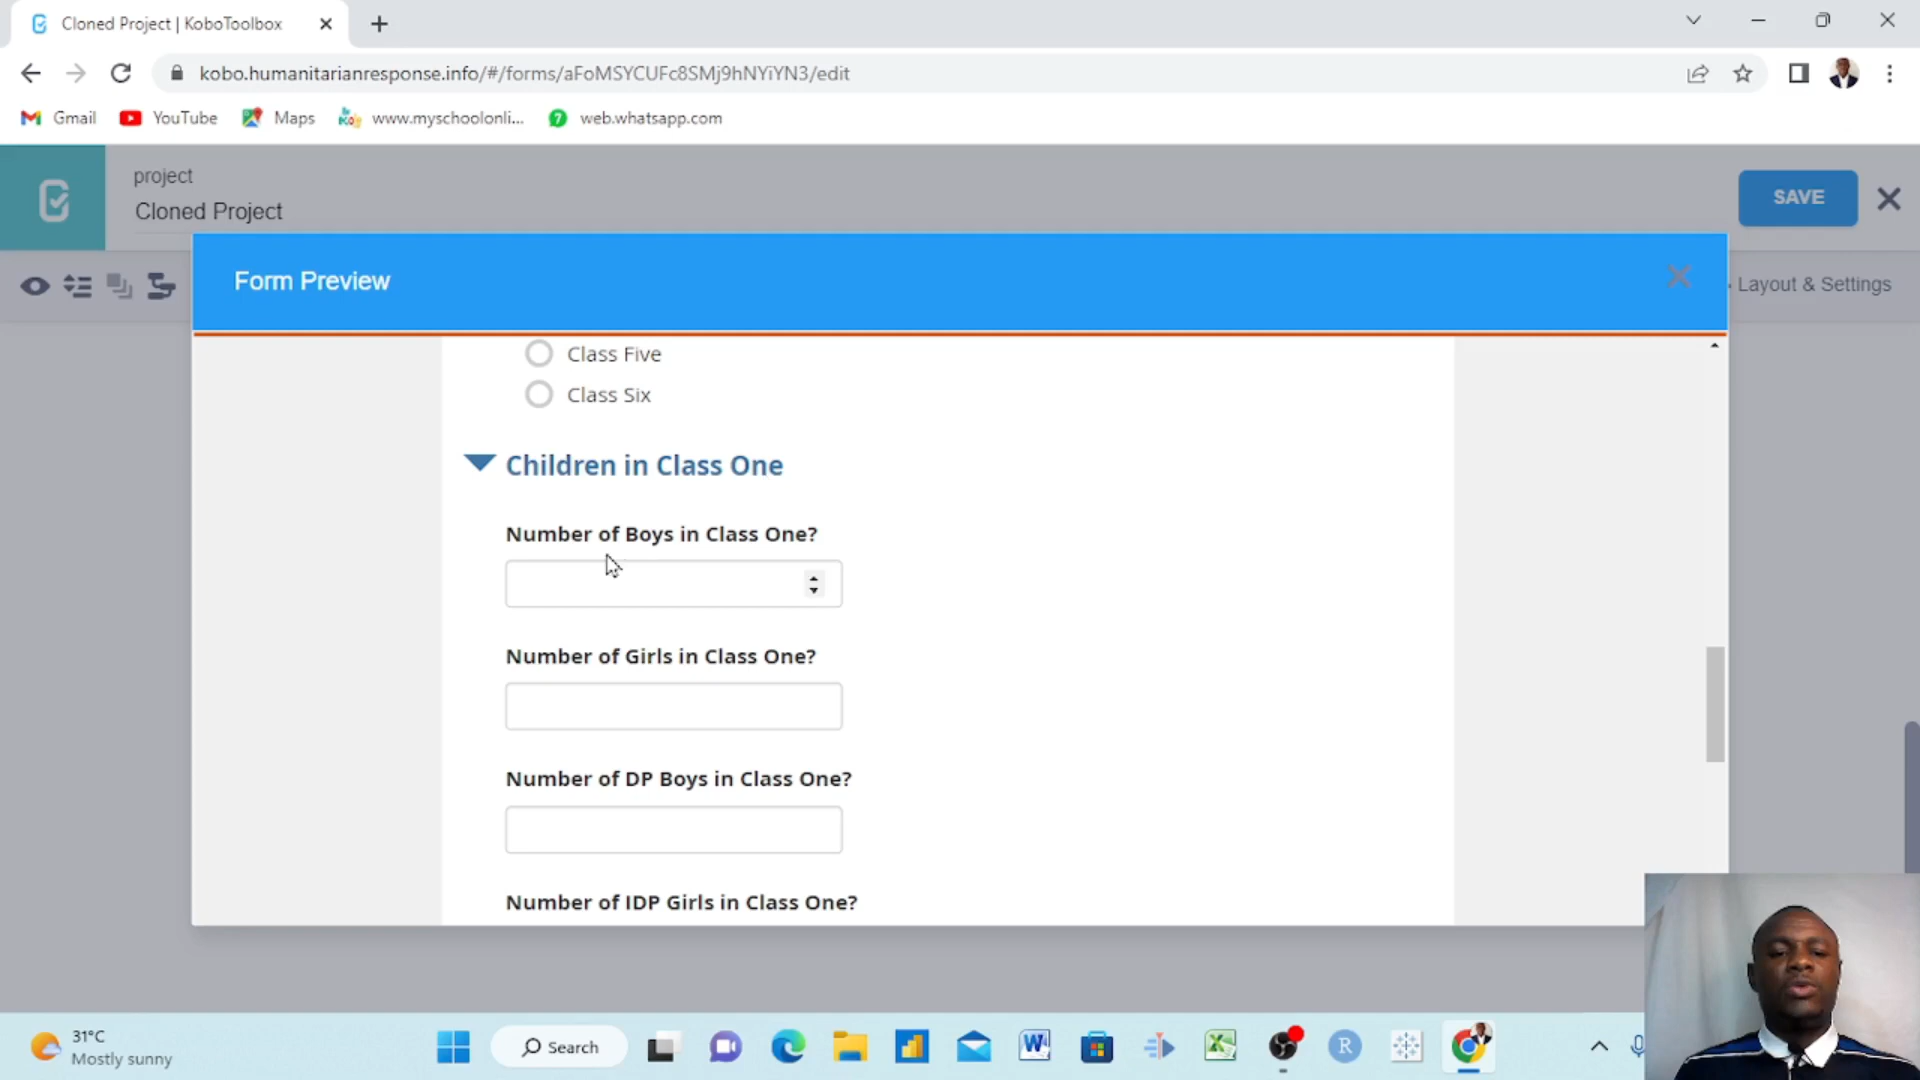 Cloned Project | KoboToolbox
kobo.humanitarianresponse.info/#/forms/aFoMSYCUFc8SMj9hNYiYN3/edit
Gmail
YouTube
Maps
www.myschoolonli...
web.whatsapp.com
project
Cloned Project
SAVE
Form Preview
Layout & Settings
Class Five
Class Six
Children in Class One
Number of Boys in Class One?
Number of Girls in Class One?
Number of DP Boys in Class One?
Number of IDP Girls in Class One?
31°C
Mostly sunny
Search